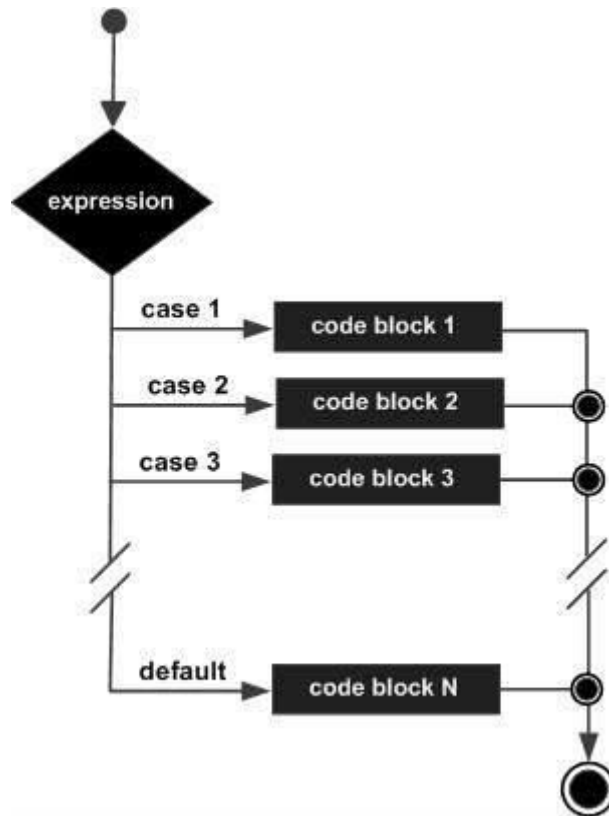 expression
case 1
code block 1
case 2
code block 2
case 3
code block 3
default
code block N